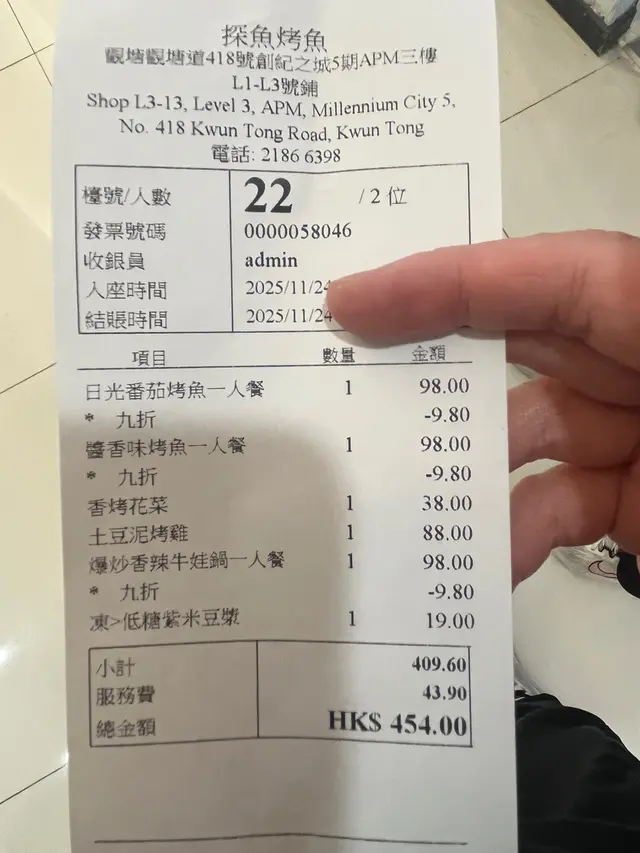 探魚烤魚
觀塘觀塘道418號創紀之城5期APM三樓
L1-L3號鋪
Shop L3-13, Level 3, APM, Millennium City 5,
No. 418 Kwun Tong Road, Kwun Tong
電話: 2186 6398
檯號/人數 22 / 2 位
發票號碼 0000058046
收銀員 admin
入座時間 2025/11/24
結賬時間 2025/11/24
項目 數量 金額
日光番茄烤魚一人餐 1 98.00
* 九折 -9.80
醬香味烤魚一人餐 1 98.00
* 九折 -9.80
香烤花菜 1 38.00
土豆泥烤雞 1 88.00
爆炒香辣牛娃鍋一人餐 1 98.00
* 九折 -9.80
凍>低糖紫米豆漿 1 19.00
小計 409.60
服務費 43.90
總金額 HK$ 454.00